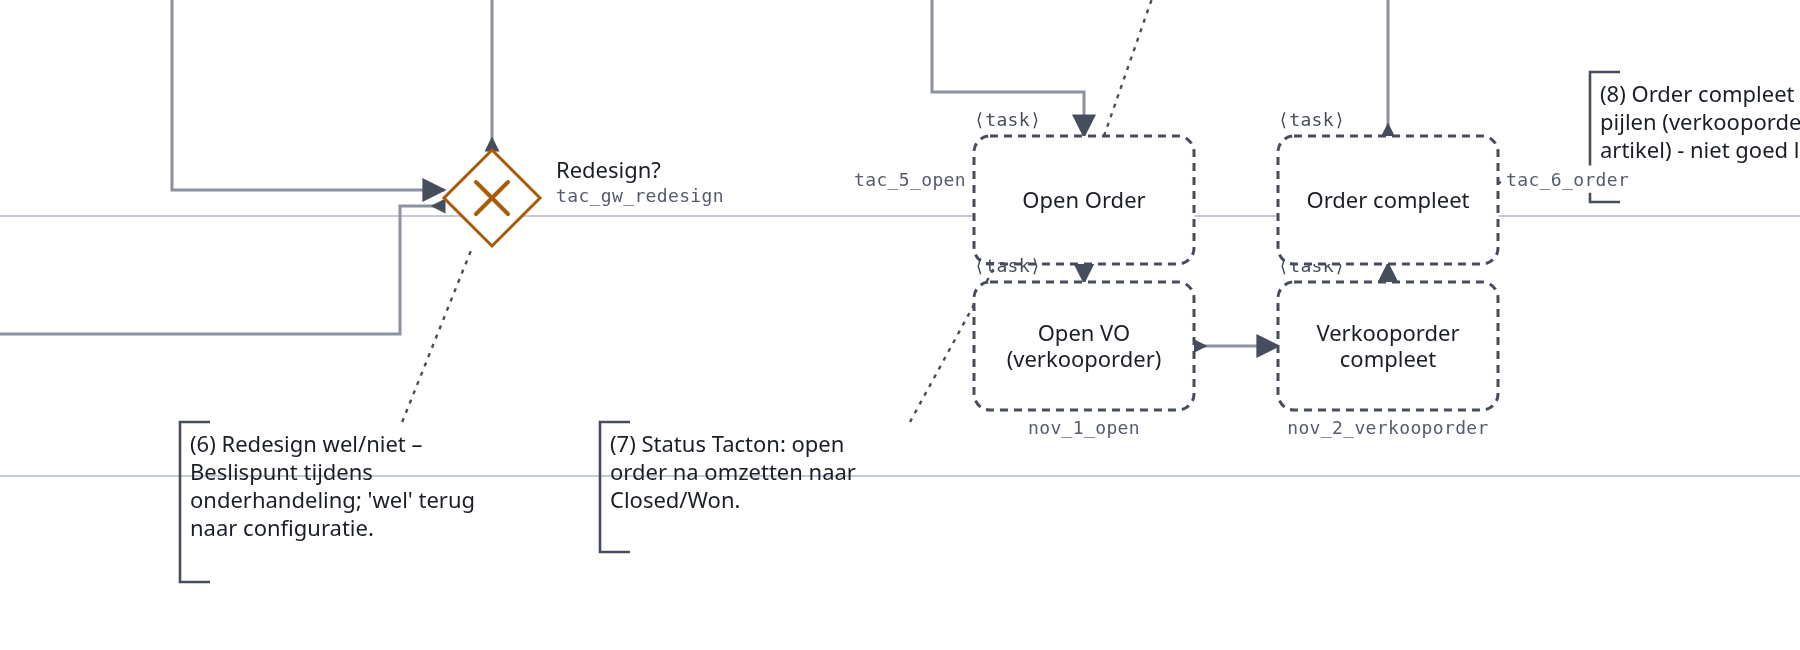 (8) Order compleet
pijlen (verkooporde
artikel) - niet goed l
⟨task⟩
⟨task⟩
Redesign?
tac_gw_redesign
tac_5_open
Open Order
Order compleet
tac_6_order
⟨task⟩
⟨task⟩
Open VO
(verkooporder)
Verkooporder
compleet
nov_1_open
nov_2_verkooporder
(6) Redesign wel/niet –
Beslispunt tijdens
onderhandeling; 'wel' terug
naar configuratie.
(7) Status Tacton: open
order na omzetten naar
Closed/Won.